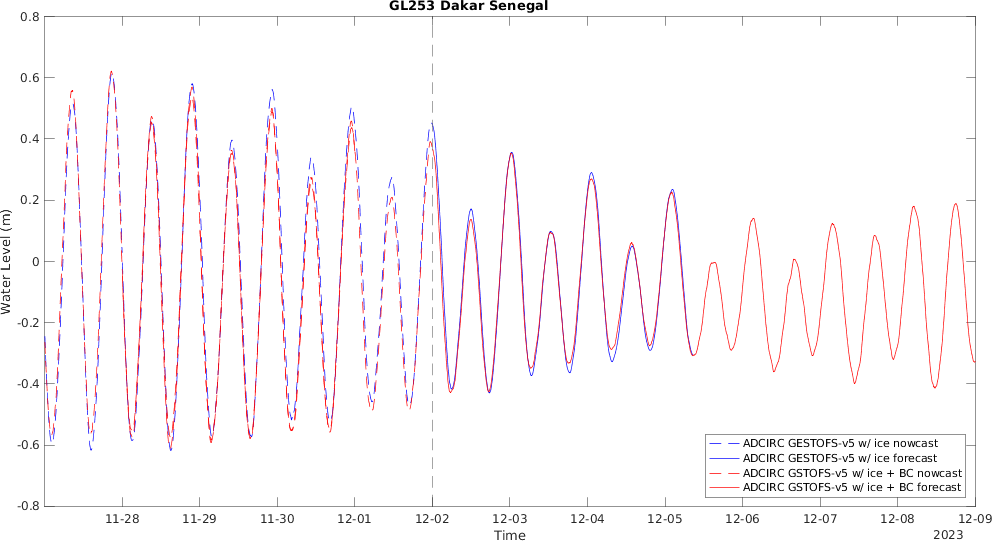 GL253 Dakar Senegal
0.8
0.6
0.4
0.2
0
-0.2
-0.4
-0.6
-0.8
Water Level (m)
11-28 11-29 11-30 12-01 12-02 12-03 12-04 12-05 12-06 12-07 12-08 12-09
Time
2023
ADCIRC GESTOFS-v5 w/ ice nowcast
ADCIRC GESTOFS-v5 w/ ice forecast
ADCIRC GSTOFS-v5 w/ ice + BC nowcast
ADCIRC GSTOFS-v5 w/ ice + BC forecast